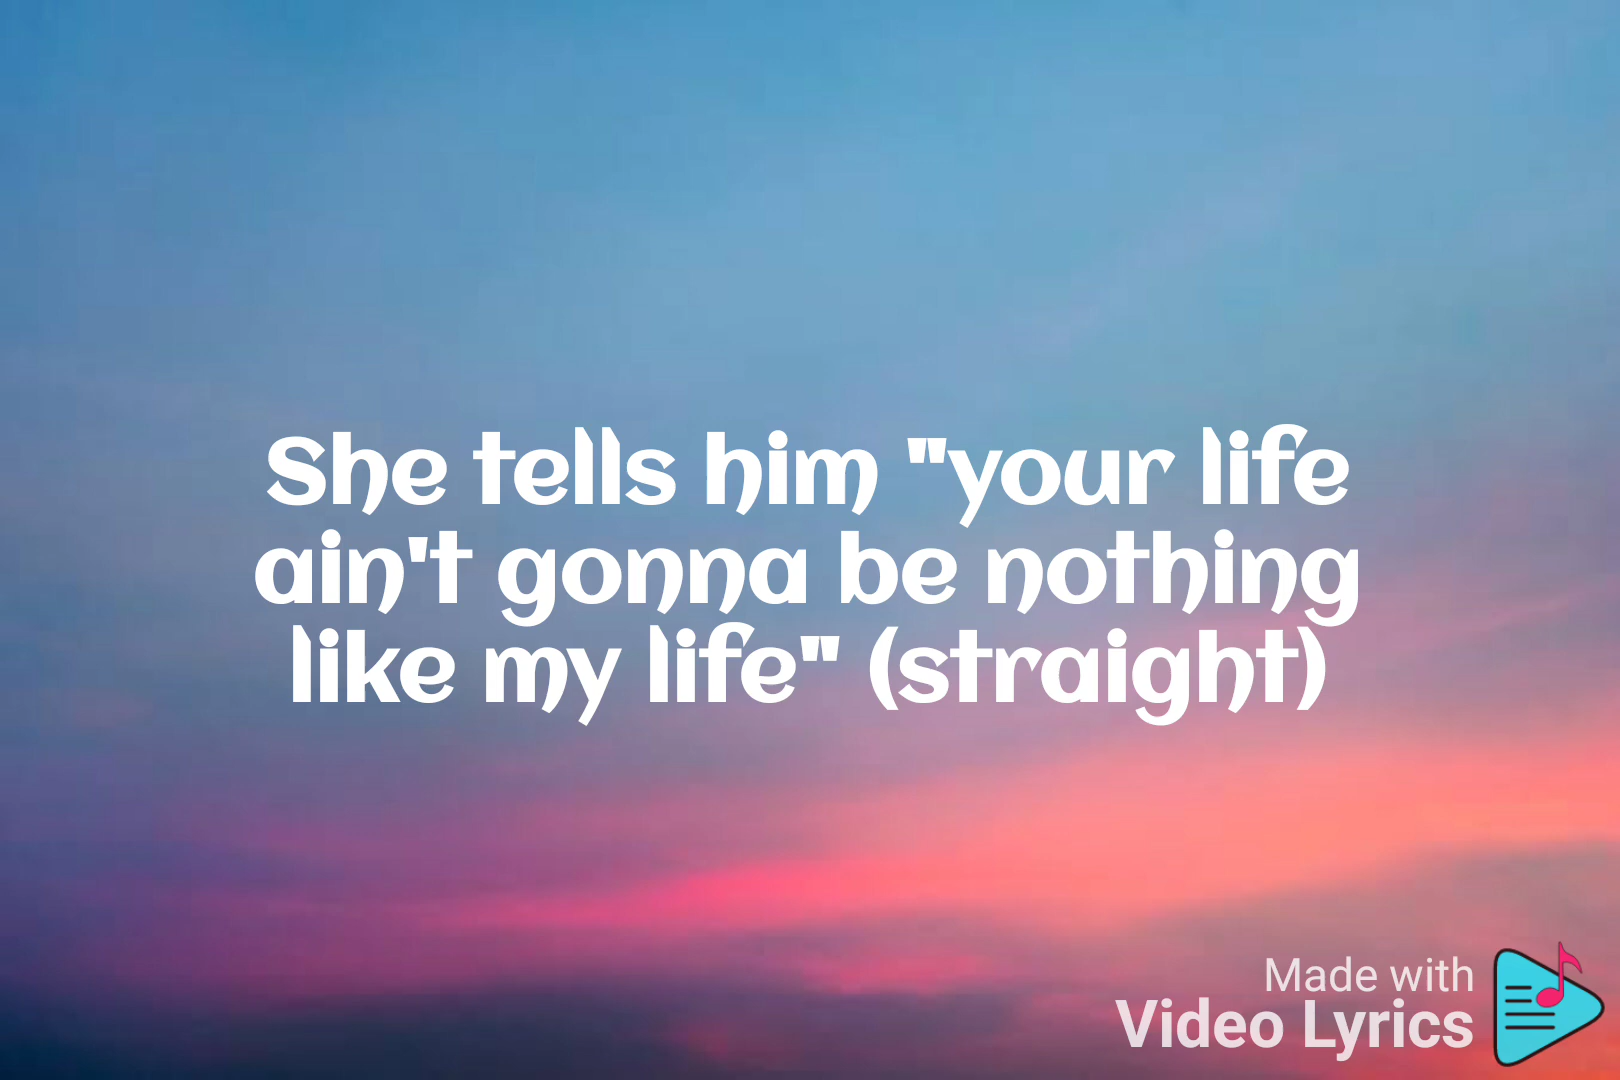 She tells him "your life
ain't gonna be nothing
like my life" (straight)
Made with
Video Lyrics